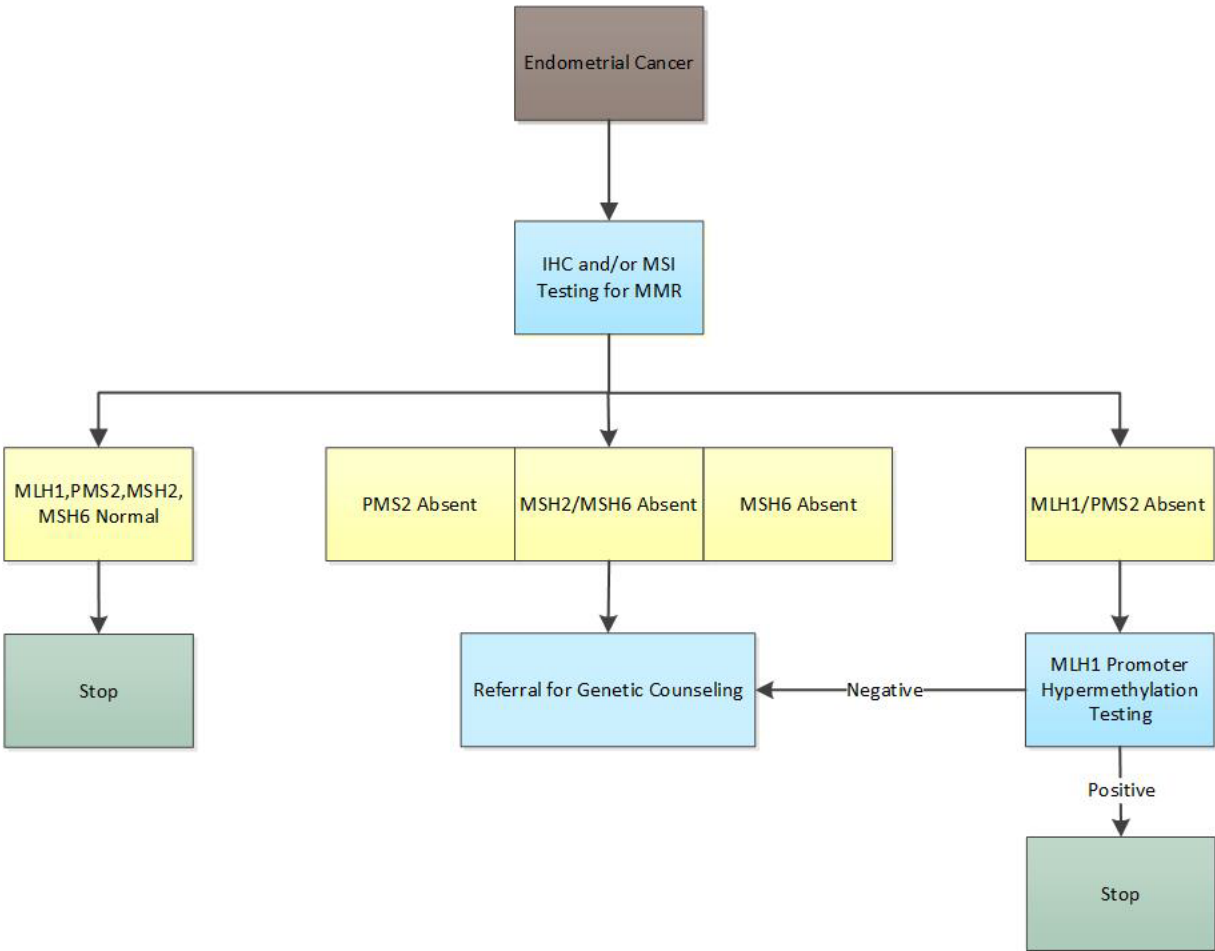 Endometrial Cancer
IHC and/or MSI
Testing for MMR
MLH1,PMS2,MSH2,
MSH6 Normal
PMS2 Absent
MSH2/MSH6 Absent
MSH6 Absent
MLH1/PMS2 Absent
Stop
Referral for Genetic Counseling
Negative
MLH1 Promoter
Hypermethylation
Testing
Positive
Stop